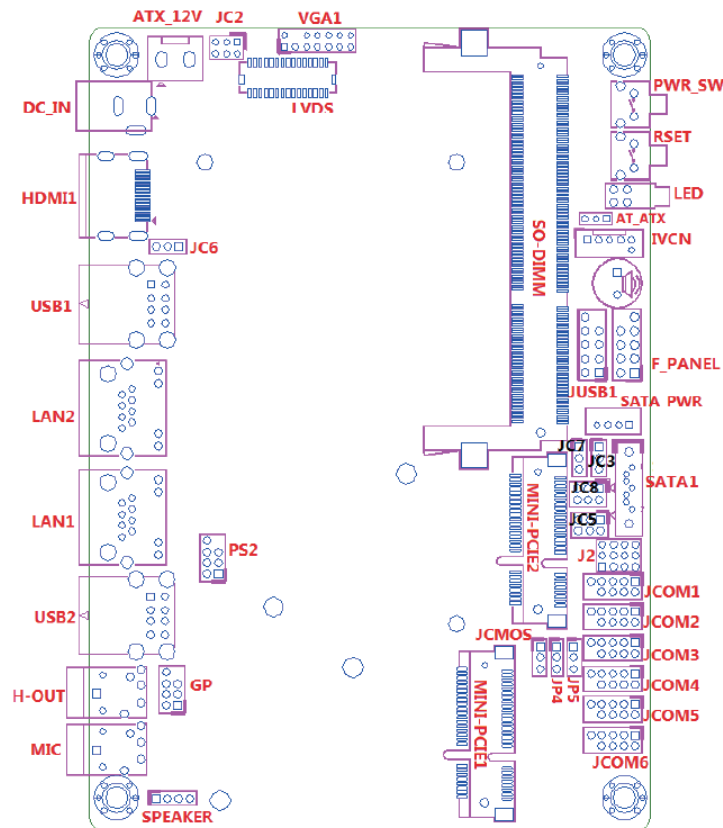 ATX_12V
JC2
VGA1
DC_IN
LVDS
PWR_SW
RSET
HDMI1
LED
AT_ATX
JC6
IVCN
SO-DIMM
USB1
F_PANEL
JUSB1
SATA PWR
LAN2
JC7
JC3
MINI-PCIE2
JC8
SATA1
LAN1
JC5
PS2
J2
JCOM1
USB2
JCOM2
JCMOS
JCOM3
H-OUT
GP
JP4
JP5
JCOM4
MINI-PCIE1
JCOM5
MIC
JCOM6
SPEAKER